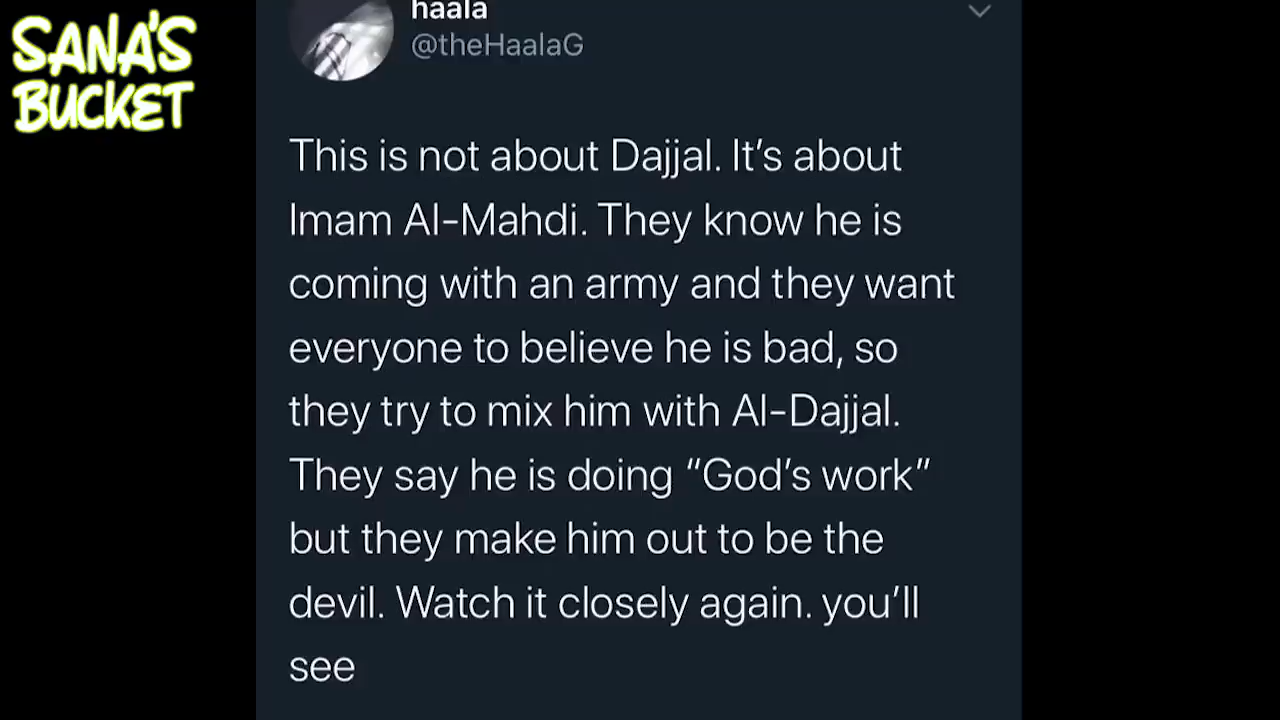 SANA'S
BUCKET
haala
@theHaalaG
This is not about Dajjal. It's about
Imam Al-Mahdi. They know he is
coming with an army and they want
everyone to believe he is bad, so
they try to mix him with Al-Dajjal.
They say he is doing "God's work"
but they make him out to be the
devil. Watch it closely again. you'll
see